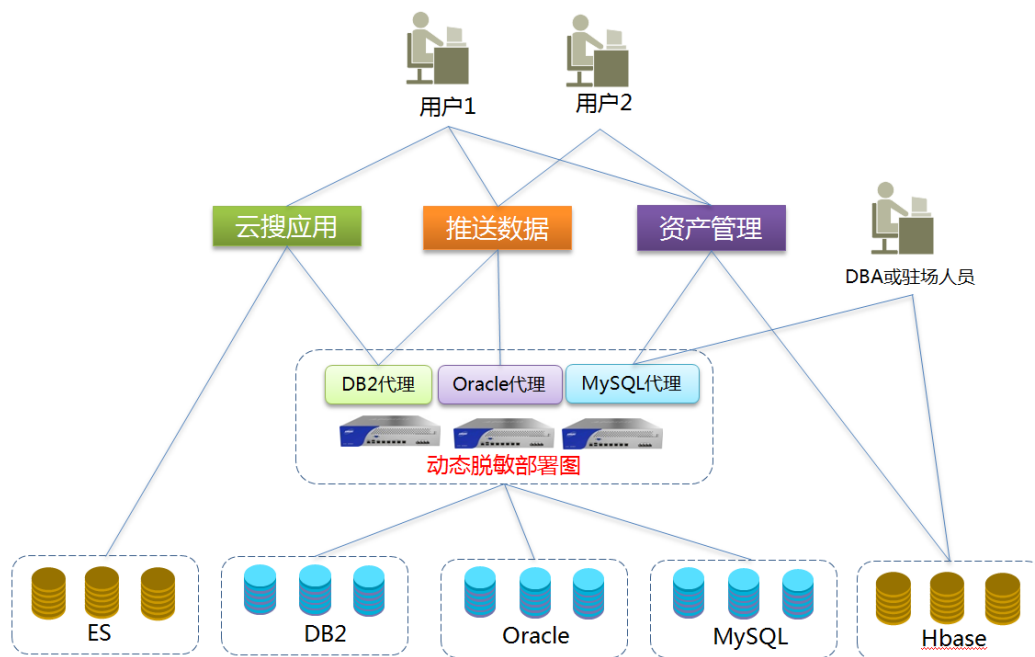 用户1
用户2
云搜应用
推送数据
资产管理
DBA或驻场人员
DB2代理
Oracle代理
MySQL代理
动态脱敏部署图
ES
DB2
Oracle
MySQL
Hbase